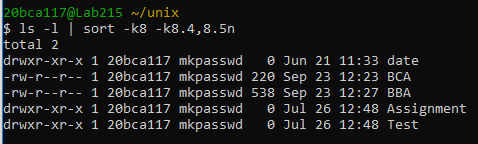 20bca117@Lab215 ~/unix
$ ls -l | sort -k8 -k8.4,8.5n
total 2
drwxr-xr-x 1 20bca117 mkpasswd   0 Jun 21 11:33 date
-rw-r--r-- 1 20bca117 mkpasswd 220 Sep 23 12:23 BCA
-rw-r--r-- 1 20bca117 mkpasswd 538 Sep 23 12:27 BBA
drwxr-xr-x 1 20bca117 mkpasswd   0 Jul 26 12:48 Assignment
drwxr-xr-x 1 20bca117 mkpasswd   0 Jul 26 12:48 Test